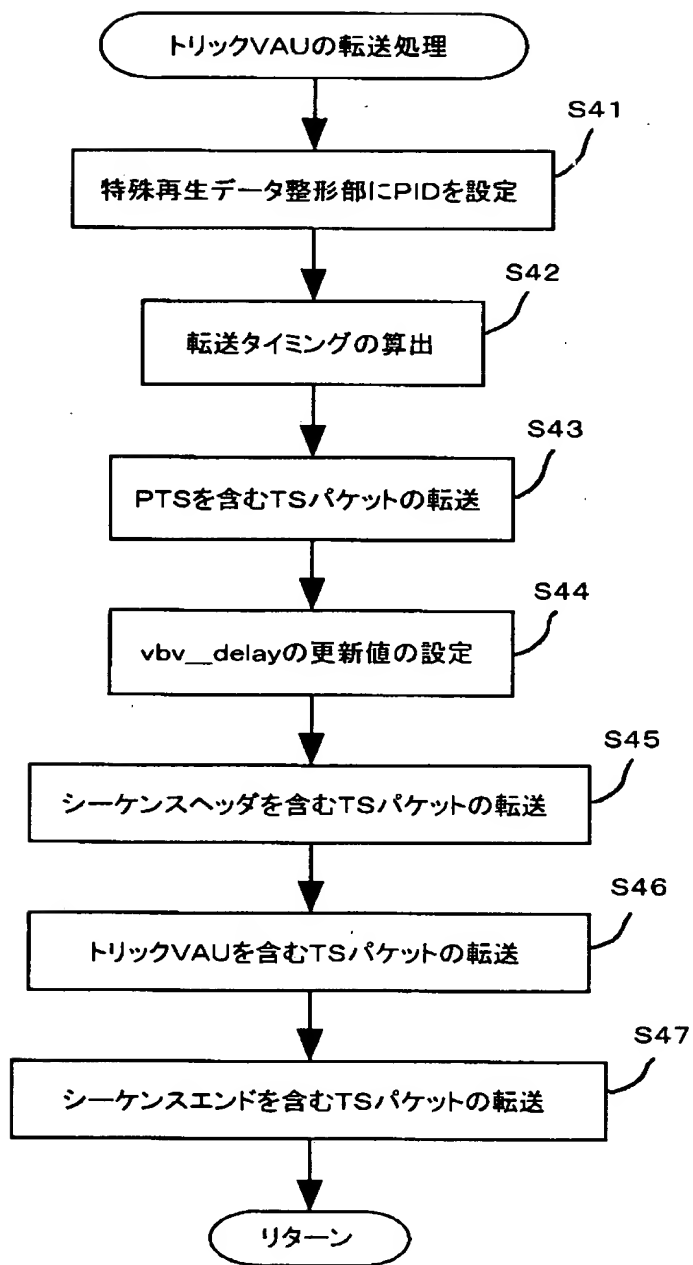 トリックVAUの転送処理
S41
特殊再生データ整形部にPIDを設定
S42
転送タイミングの算出
S43
PTSを含むTSパケットの転送
S44
vbv__delayの更新値の設定
S45
シーケンスヘッダを含むTSパケットの転送
S46
トリックVAUを含むTSパケットの転送
S47
シーケンスエンドを含むTSパケットの転送
リターン